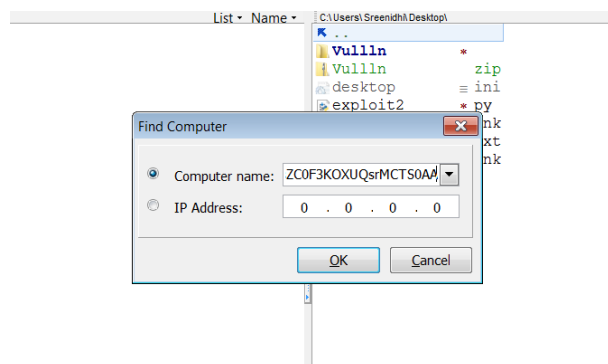 List Name C:\Users\Sreenidhi\Desktop\
..
Vullln *
Vullln zip
desktop ini
exploit2 * py
Find Computer nk
xt
nk
Computer name: ZC0F3KOXUQsrMCTS0AA
IP Address: 0 . 0 . 0 . 0
OK Cancel